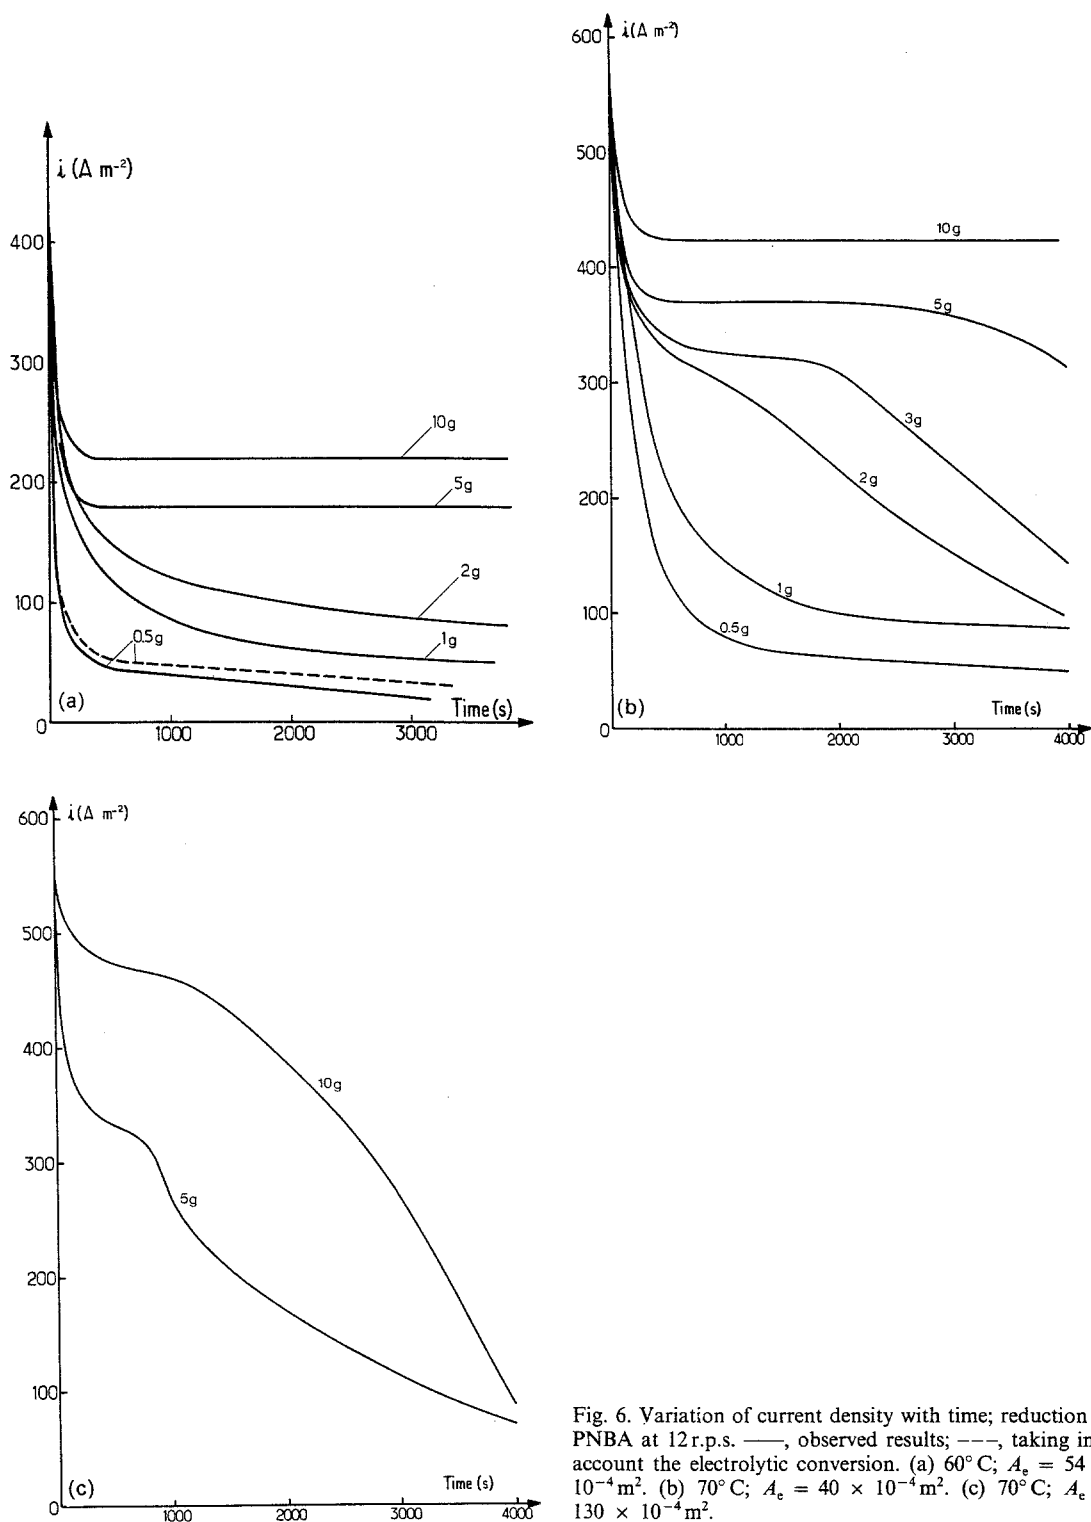 i (A m⁻²)
400
300
200
100
0
10g
5g
2g
1g
0.5g
(a)
Time (s)
1000 2000 3000
i (A m⁻²)
600
500
400
300
200
100
0
10g
5g
3g
2g
1g
0.5g
(b)
Time (s)
1000 2000 3000 4000
i (A m⁻²)
600
500
400
300
200
100
0
10g
5g
(c)
Time (s)
1000 2000 3000 4000
Fig. 6. Variation of current density with time; reduction
PNBA at 12 r.p.s. ——, observed results; ---, taking in
account the electrolytic conversion. (a) 60° C; Aₑ = 54
10⁻⁴ m². (b) 70° C; Aₑ = 40 × 10⁻⁴ m². (c) 70° C; Aₑ
130 × 10⁻⁴ m².